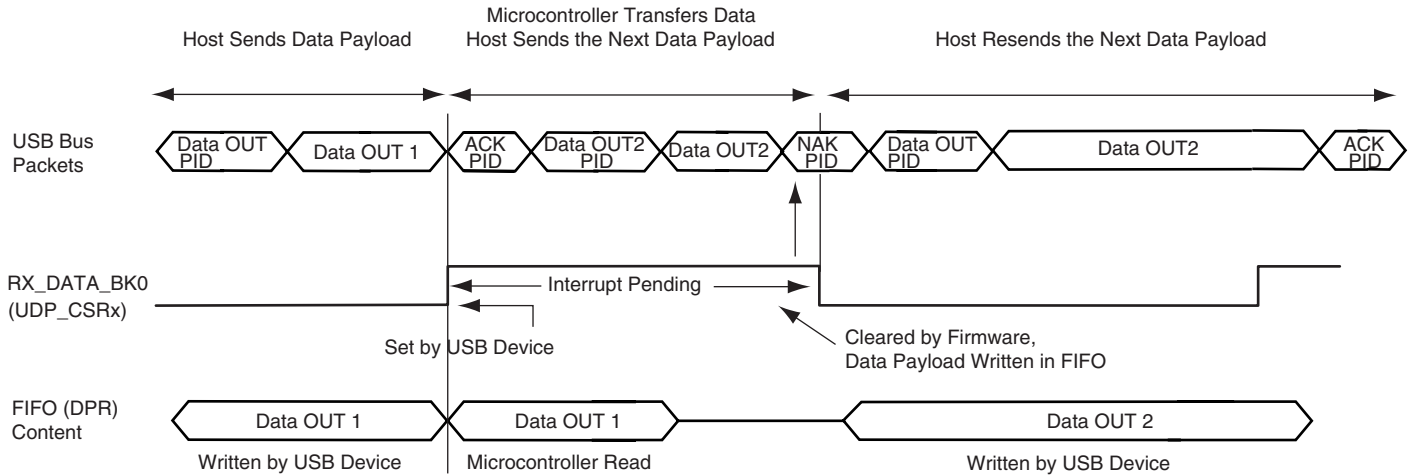 Microcontroller Transfers Data
Host Sends Data Payload
Host Sends the Next Data Payload
Host Resends the Next Data Payload
USB Bus
Packets
Data OUT
PID
Data OUT 1
ACK
PID
Data OUT2
PID
Data OUT2
NAK
PID
Data OUT
PID
Data OUT2
ACK
PID
RX_DATA_BK0
(UDP_CSRx)
Interrupt Pending
Set by USB Device
Cleared by Firmware,
Data Payload Written in FIFO
FIFO (DPR)
Content
Data OUT 1
Data OUT 1
Data OUT 2
Written by USB Device
Microcontroller Read
Written by USB Device